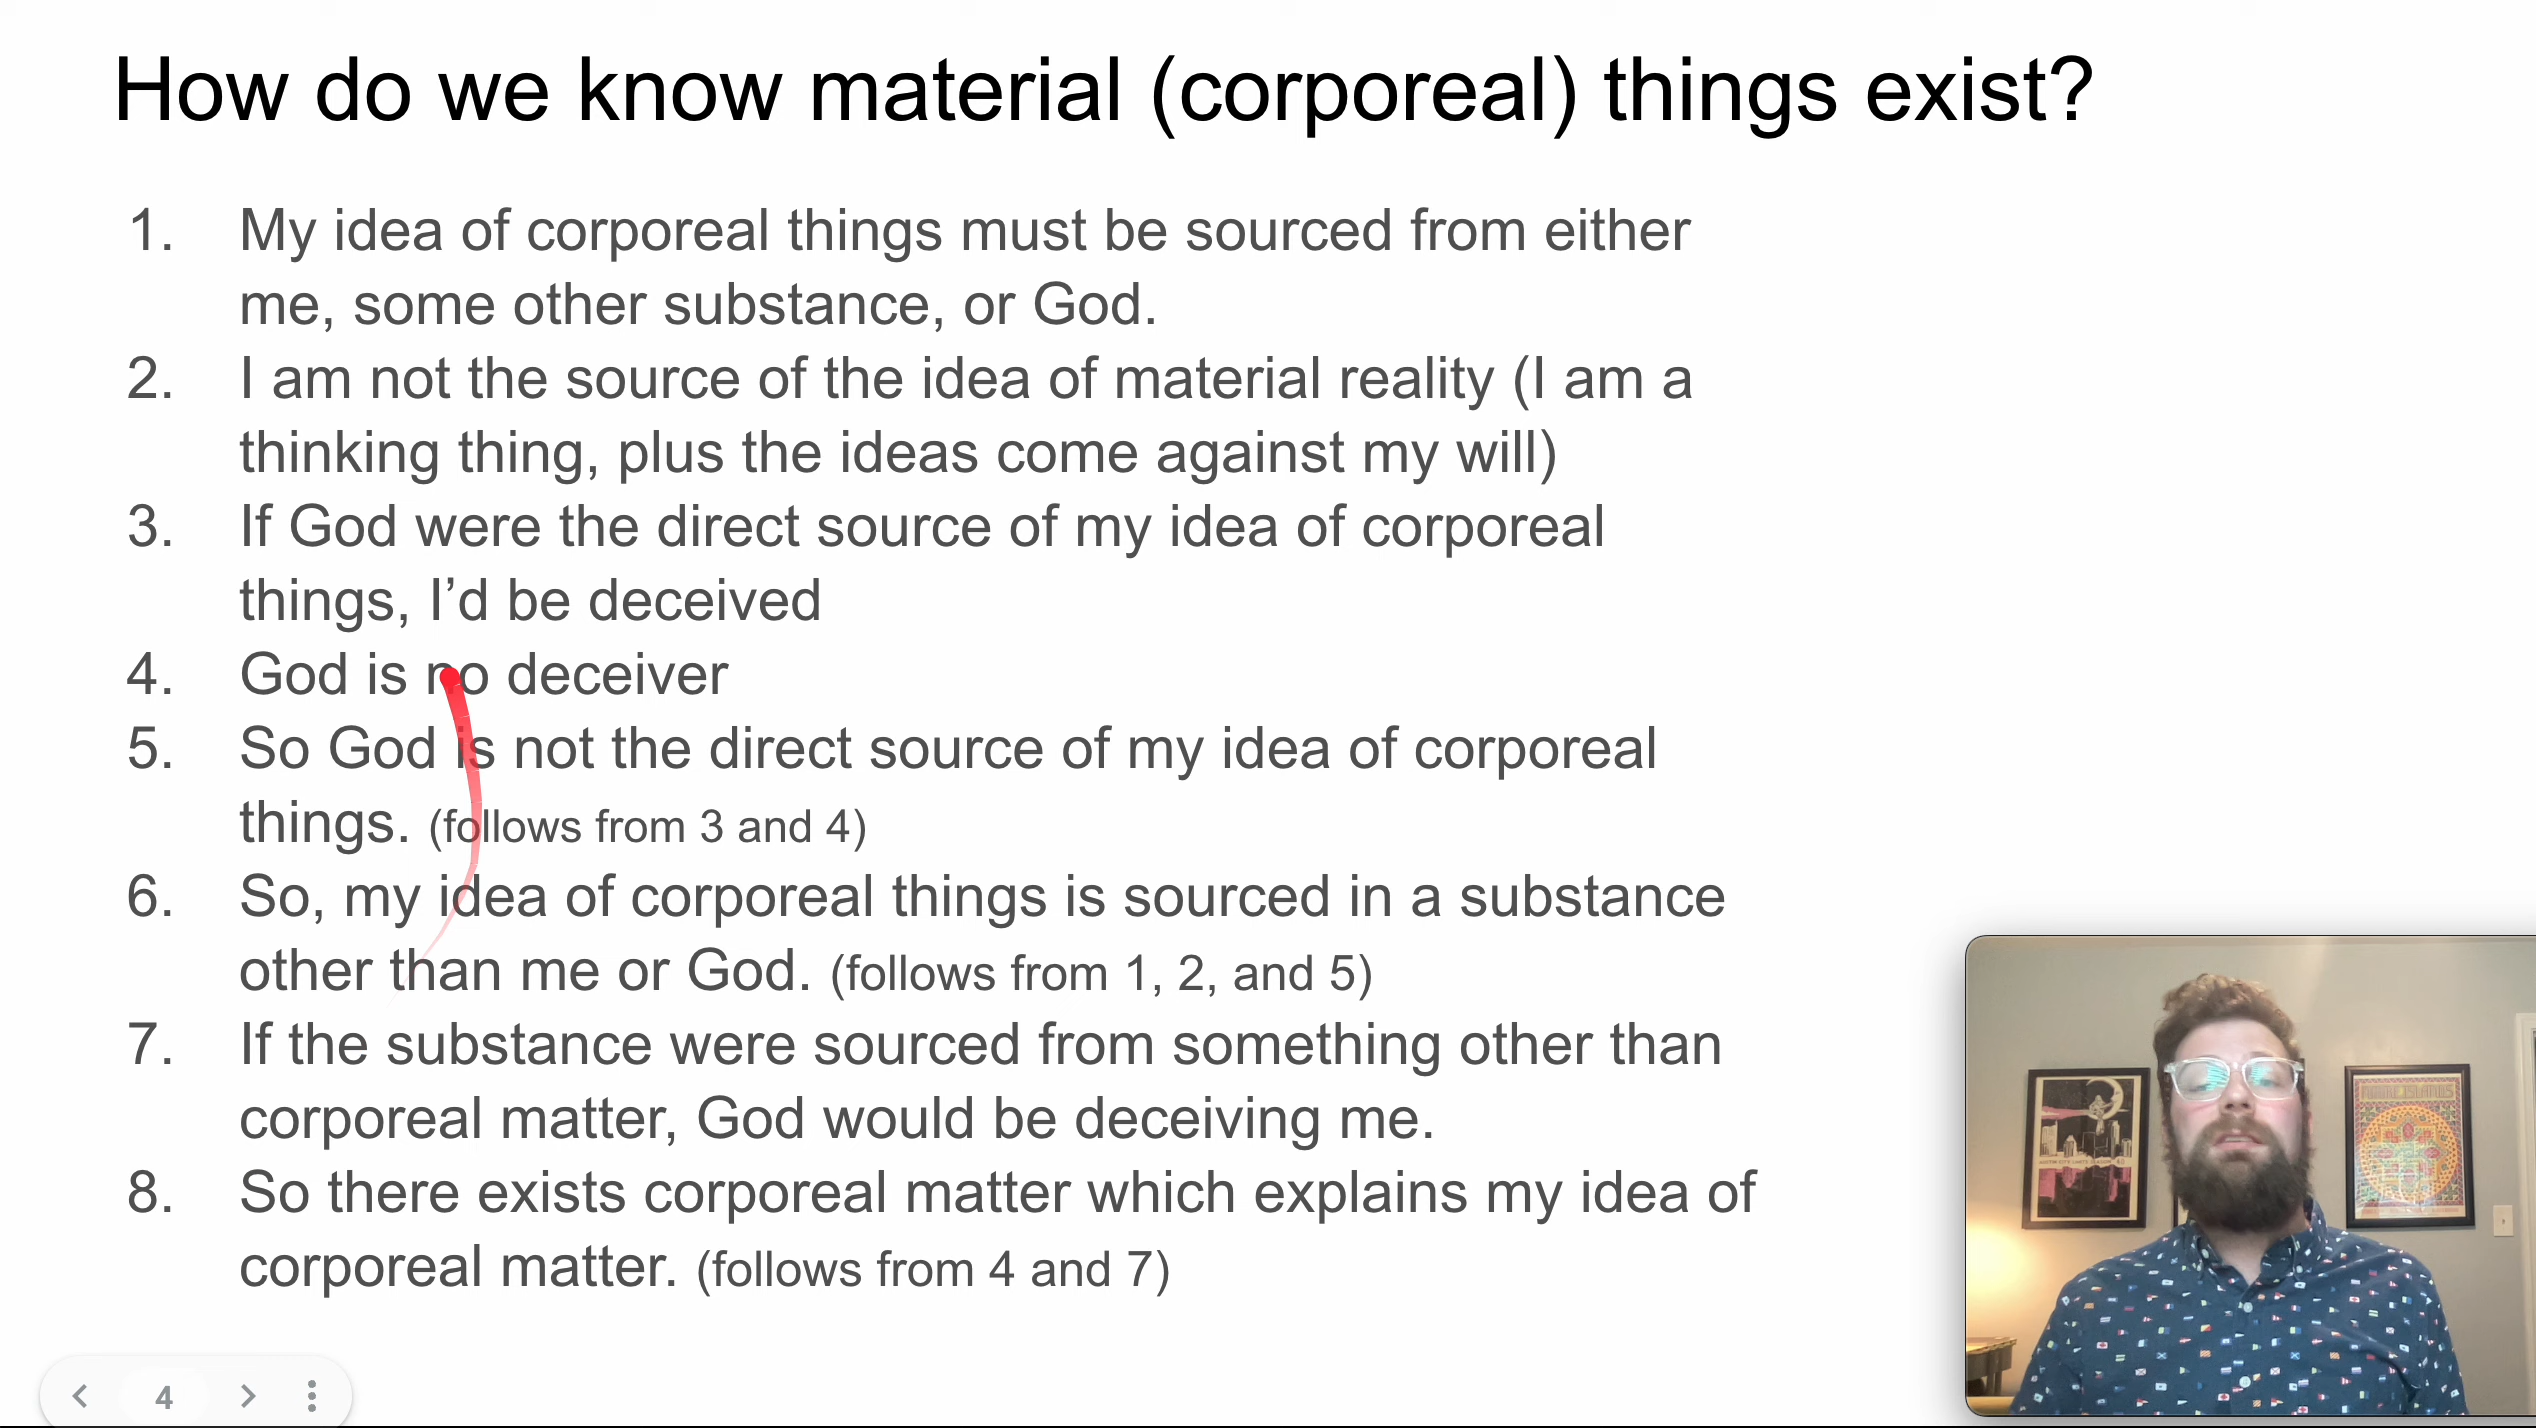 How do we know material (corporeal) things exist?
1. My idea of corporeal things must be sourced from either
me, some other substance, or God.
2. I am not the source of the idea of material reality (I am a
thinking thing, plus the ideas come against my will)
3. If God were the direct source of my idea of corporeal
things, I’d be deceived
4. God is no deceiver
5. So God is not the direct source of my idea of corporeal
things. (follows from 3 and 4)
6. So, my idea of corporeal things is sourced in a substance
other than me or God. (follows from 1, 2, and 5)
7. If the substance were sourced from something other than
corporeal matter, God would be deceiving me.
8. So there exists corporeal matter which explains my idea of
corporeal matter. (follows from 4 and 7)
4